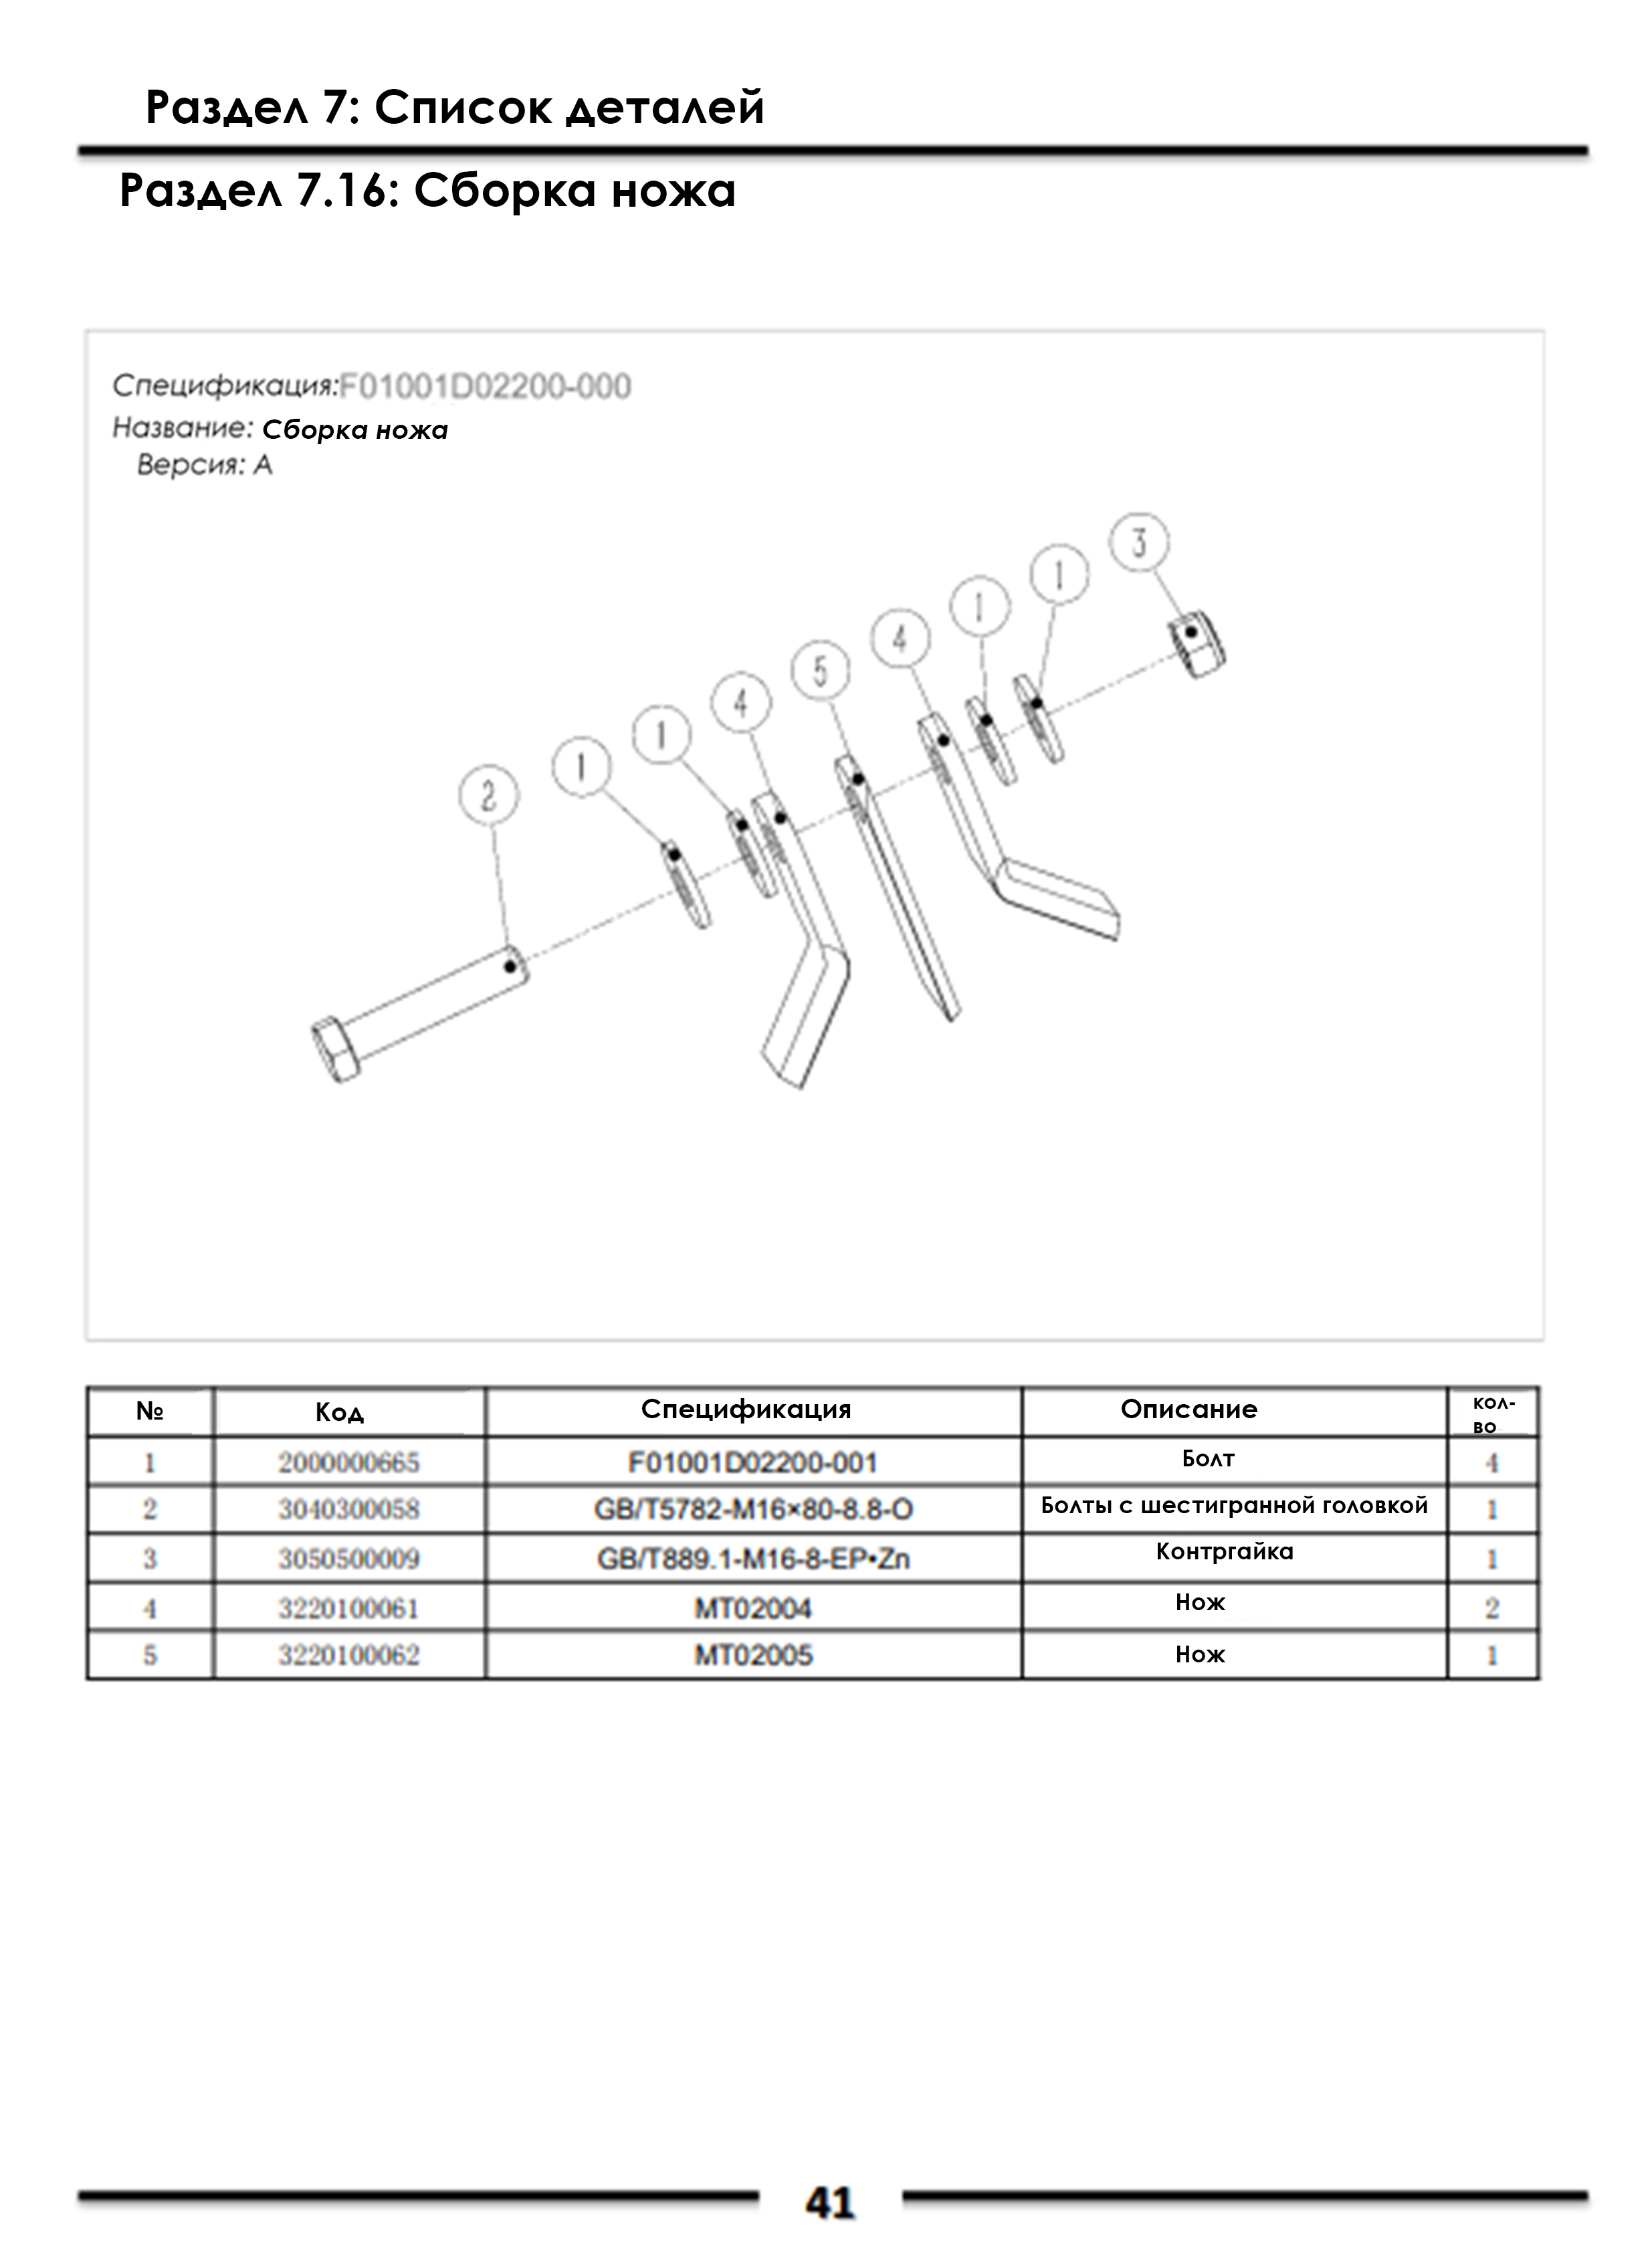 Раздел 7: Список деталей
Раздел 7.16: Сборка ножа
Спецификация:F01001D02200-000
Название: Сборка ножа
Версия: А
3
1
1
4
5
4
1
1
2
№ Код Спецификация Описание кол-
во
1 2000000665 F01001D02200-001 Болт 4
2 3040300058 GB/T5782-M16×80-8.8-O Болты с шестигранной головкой 1
3 3050500009 GB/T889.1-M16-8-EP•Zn Контргайка 1
4 3220100061 MT02004 Нож 2
5 3220100062 MT02005 Нож 1
41